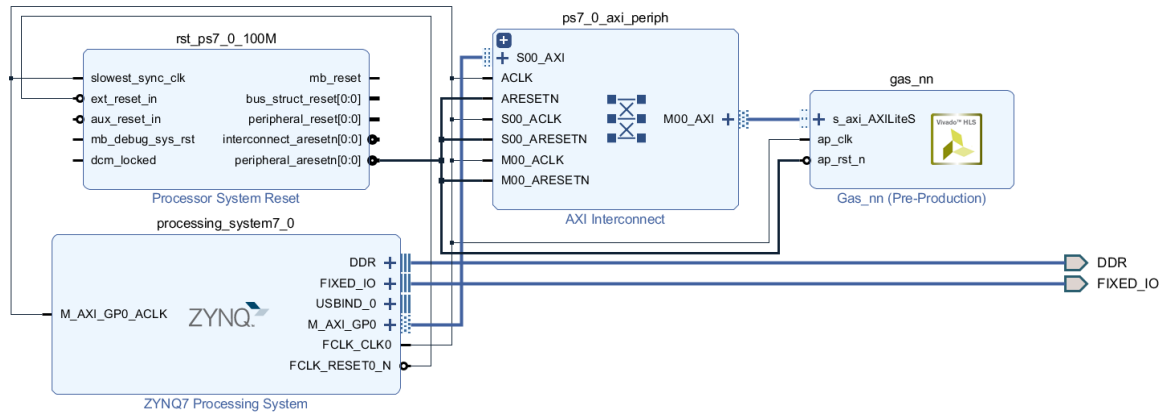 rst_ps7_0_100M
slowest_sync_clk
ext_reset_in
aux_reset_in
mb_debug_sys_rst
dcm_locked
mb_reset
bus_struct_reset[0:0]
peripheral_reset[0:0]
interconnect_aresetn[0:0]
peripheral_aresetn[0:0]
Processor System Reset
ps7_0_axi_periph
S00_AXI
ACLK
ARESETN
S00_ACLK
S00_ARESETN
M00_ACLK
M00_ARESETN
M00_AXI
AXI Interconnect
gas_nn
s_axi_AXILiteS
ap_clk
ap_rst_n
Vivado™ HLS
Gas_nn (Pre-Production)
processing_system7_0
M_AXI_GP0_ACLK
ZYNQ
DDR
FIXED_IO
USBIND_0
M_AXI_GP0
FCLK_CLK0
FCLK_RESET0_N
ZYNQ7 Processing System
DDR
FIXED_IO